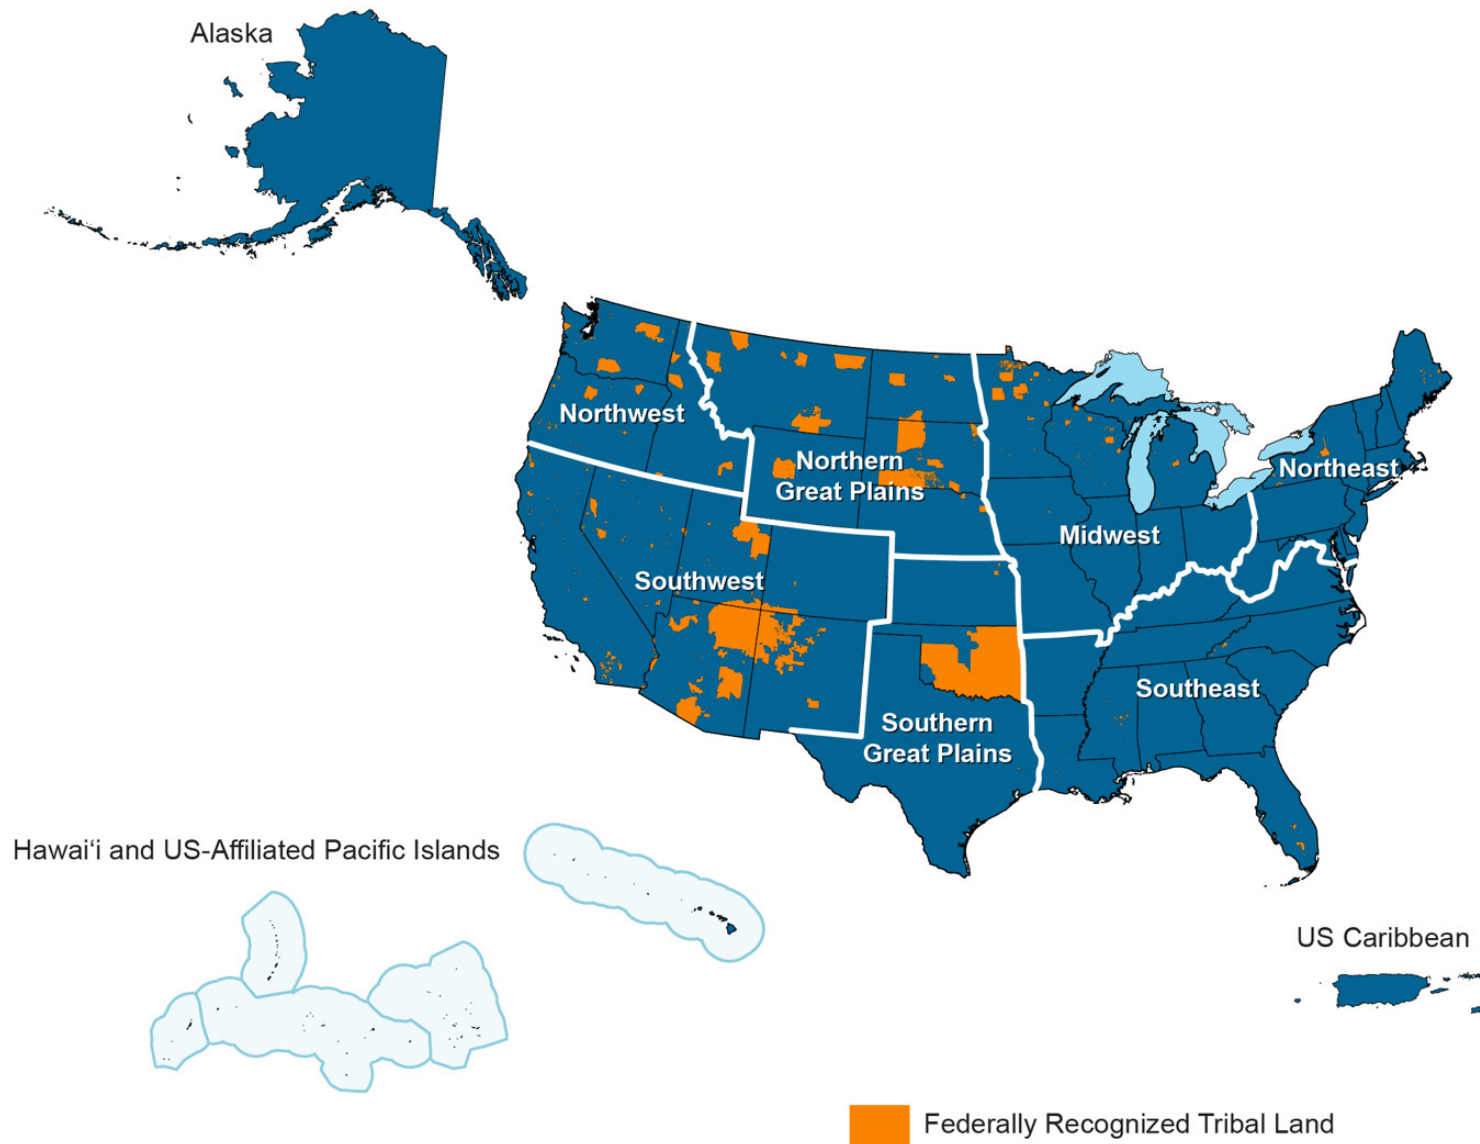 Alaska
Northwest
Northern
Great Plains
Northeast
Midwest
Southwest
Southeast
Southern
Great Plains
Hawaiʻi and US-Affiliated Pacific Islands
US Caribbean
Federally Recognized Tribal Land